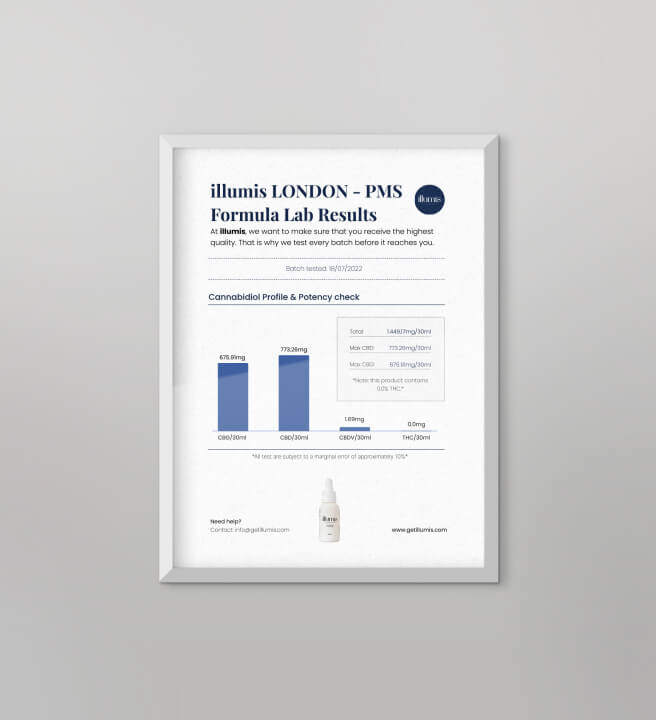 illumis LONDON - PMS
Formula Lab Results
illumis
At illumis, we want to make sure that you receive the highest
quality. That is why we test every batch before it reaches you.
Batch tested: 18/07/2022
Cannabidiol Profile & Potency check
675.91mg
773.26mg
1.69mg
0.0mg
CBG/30ml
CBD/30ml
CBDV/30ml
THC/30ml
Total 1.449,17mg/30ml
Max CBD: 773.26mg/30ml
Max CBG: 675.91mg/30ml
*Note: this product contains
0.0% THC*
*All test are subject to a marginal error of approximately 10%*
illumis
Need help?
Contact: info@getillumis.com
www.getillumis.com